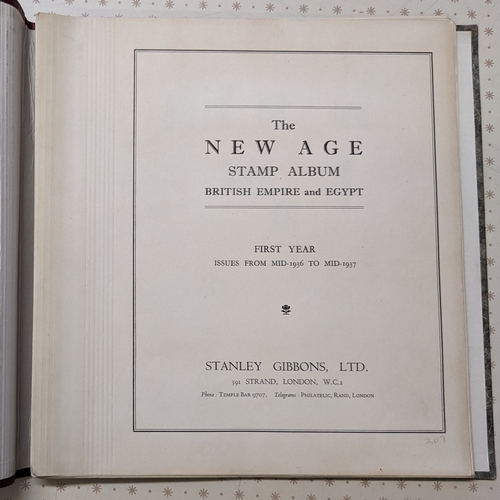 The
NEW AGE
STAMP ALBUM
BRITISH EMPIRE and EGYPT
FIRST YEAR
ISSUES FROM MID-1936 TO MID-1937
STANLEY GIBBONS, LTD.
391 STRAND, LONDON, W.C.2
Phone: TEMPLE BAR 9707. Telegrams: PHILATELIC, RAND, LONDON